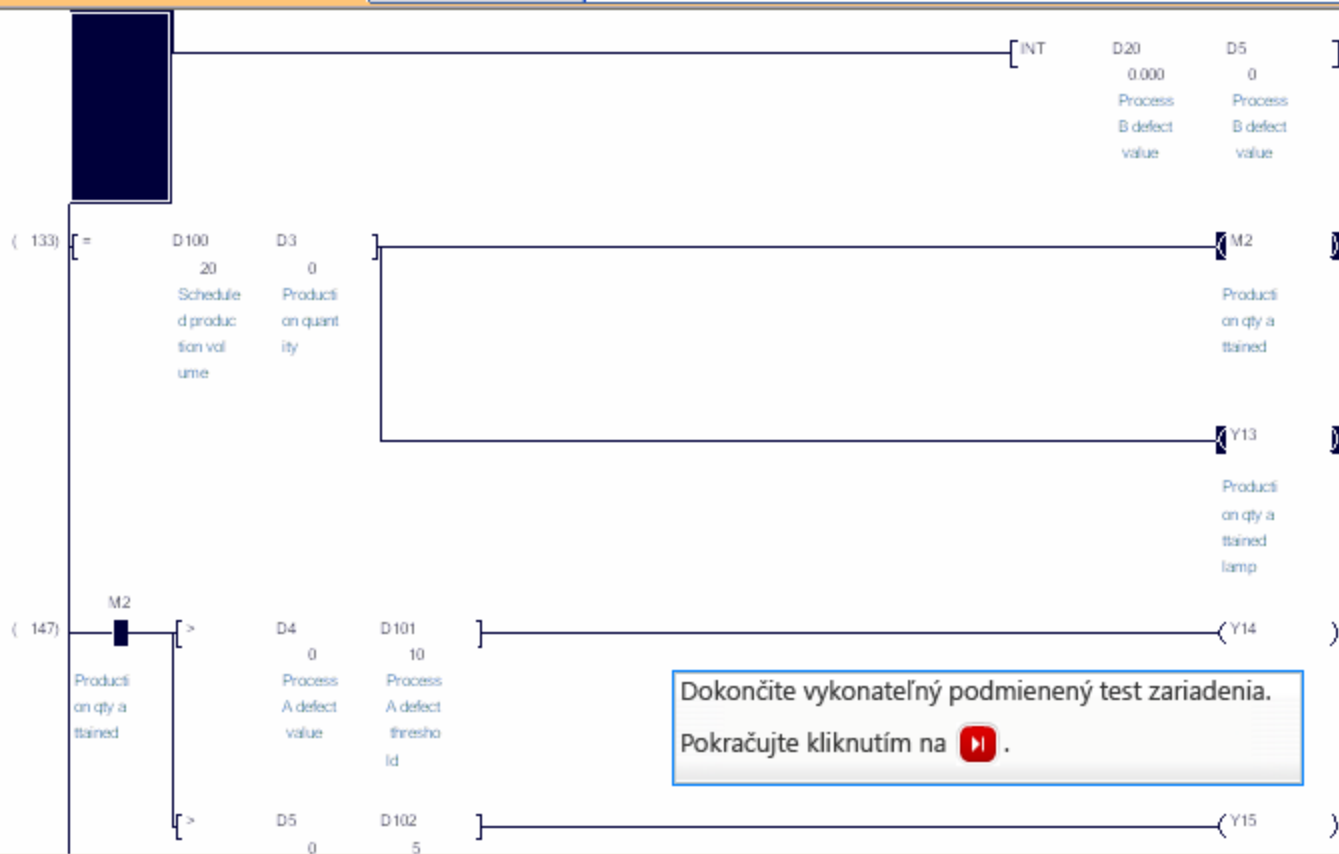 INT D20 D5
0.000 0
Process Process
B defect B defect
value value
( 133) = D100 D3 M2
20 0
Schedule Producti Producti
d produc on quant on qty a
tion vol ity ttained
ume
Y13
Producti
on qty a
ttained
lamp
M2
( 147) > D4 D101 Y14
0 10
Producti Process Process
on qty a A defect A defect
ttained value thresho
ld
Dokončite vykonateľný podmienený test zariadenia.
Pokračujte kliknutím na .
> D5 D102 Y15
0 5